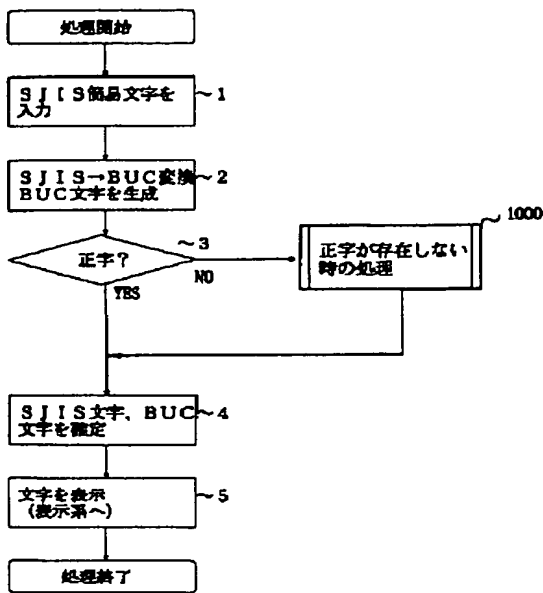 処理開始
SJIS簡易文字を
入力
～1
SJIS→BUC変換
BUC文字を生成
～2
正字？
～3
NO
YES
～1000
正字が存在しない
時の処理
SJIS文字、BUC
文字を確定
～4
文字を表示
（表示系へ）
～5
処理終了